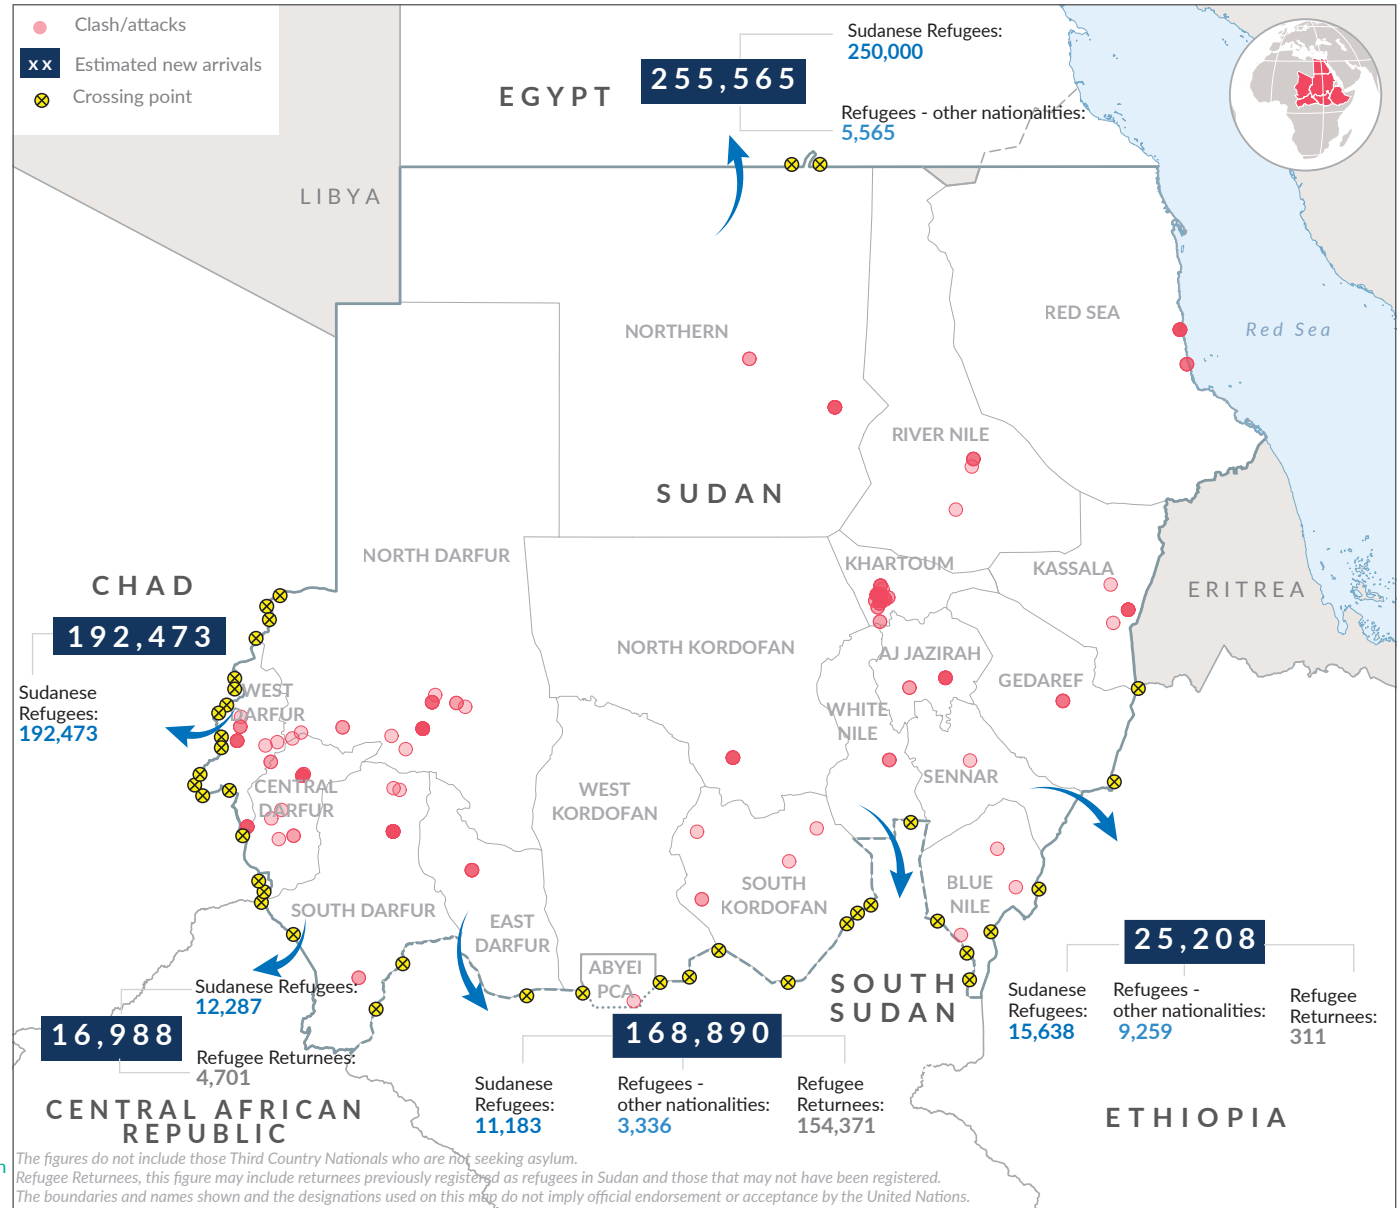 Clash/attacks
xx Estimated new arrivals
Crossing point
EGYPT
255,565
Sudanese Refugees:
250,000
Refugees - other nationalities:
5,565
LIBYA
NORTHERN
RED SEA
Red Sea
RIVER NILE
SUDAN
NORTH DARFUR
KHARTOUM
KASSALA
CHAD
192,473
Sudanese
Refugees:
192,473
ERITREA
NORTH KORDOFAN
AJ JAZIRAH
GEDAREF
WEST
DARFUR
WHITE
NILE
SENNAR
CENTRAL
DARFUR
WEST
KORDOFAN
SOUTH
KORDOFAN
BLUE
NILE
SOUTH DARFUR
EAST
DARFUR
ABYEI
PCA
SOUTH
SUDAN
25,208
Sudanese
Refugees:
15,638
Refugees -
other nationalities:
9,259
Refugee
Returnees:
311
Sudanese Refugees:
12,287
16,988
Refugee Returnees:
4,701
168,890
Sudanese
Refugees:
11,183
Refugees -
other nationalities:
3,336
Refugee
Returnees:
154,371
CENTRAL AFRICAN
REPUBLIC
ETHIOPIA
n
The figures do not include those Third Country Nationals who are not seeking asylum.
Refugee Returnees, this figure may include returnees previously registered as refugees in Sudan and those that may not have been registered.
The boundaries and names shown and the designations used on this map do not imply official endorsement or acceptance by the United Nations.